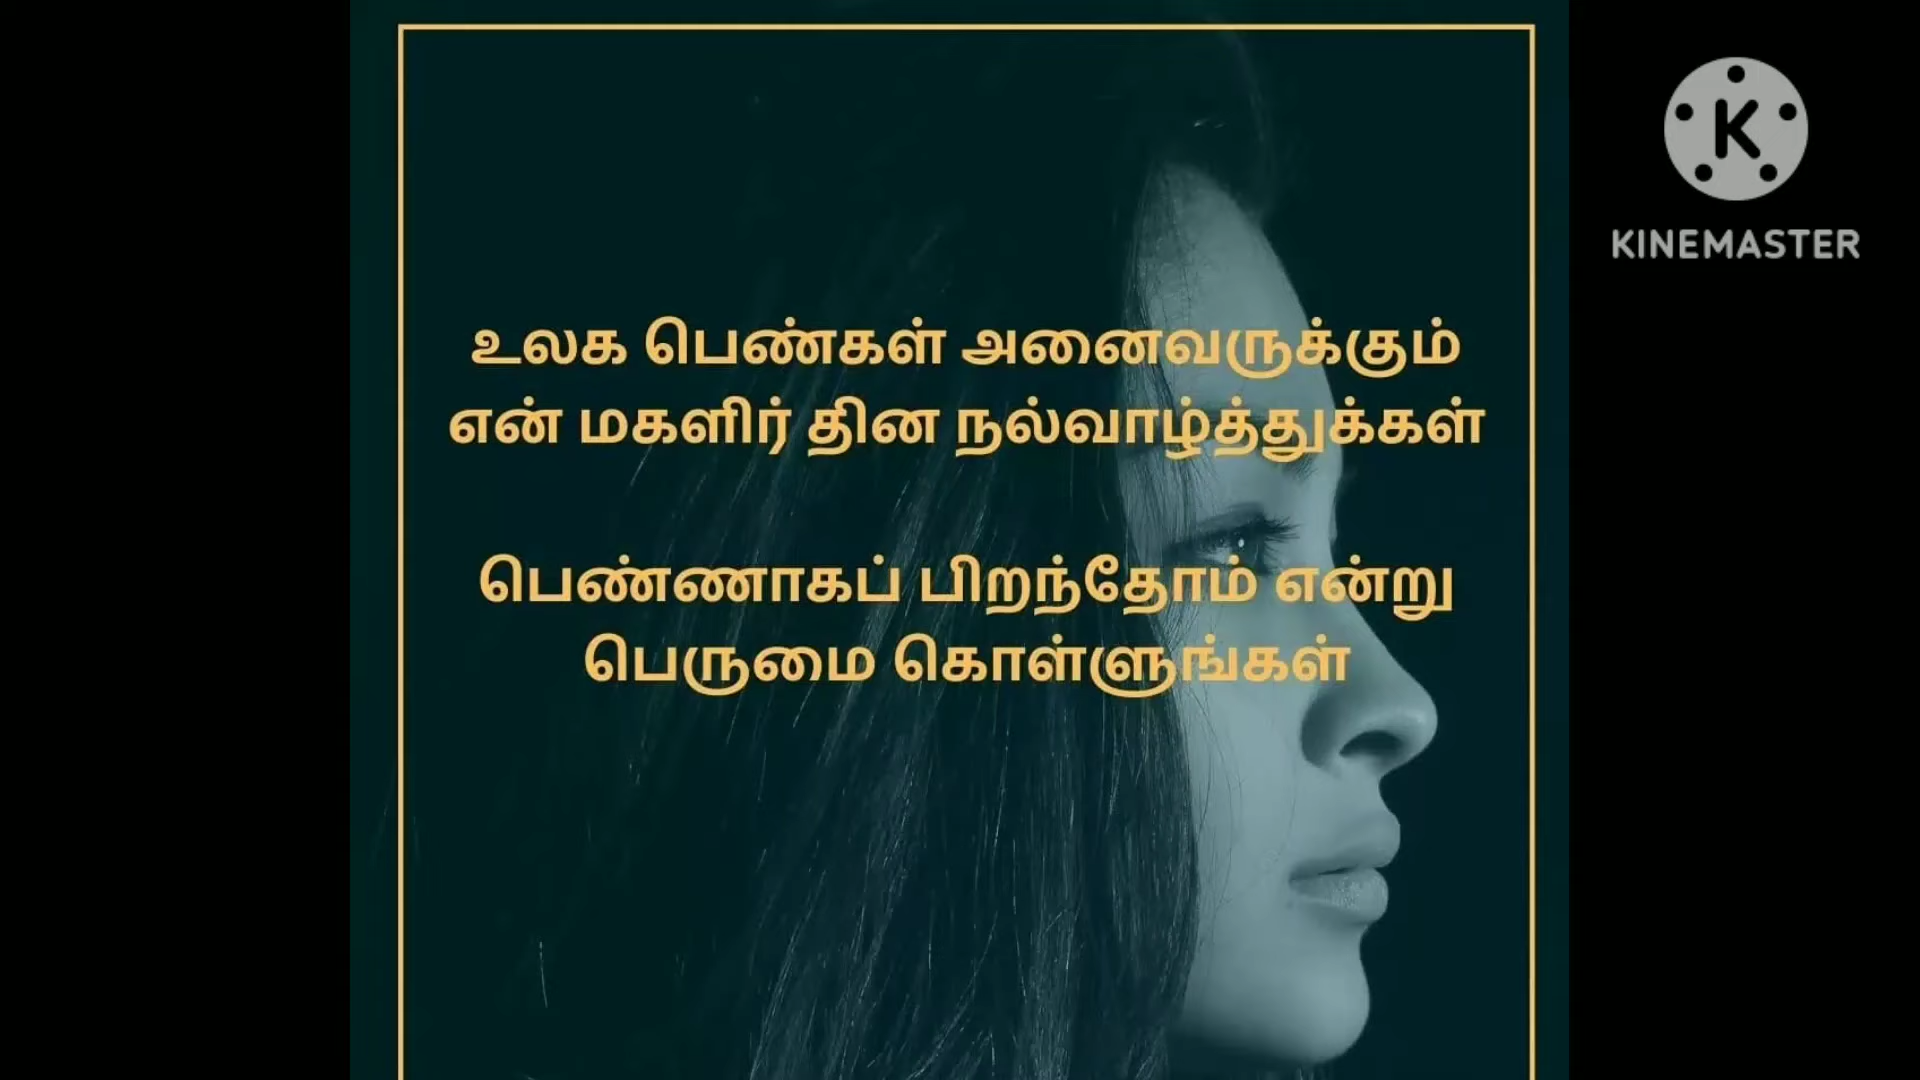 உலக பெண்கள் அனைவருக்கும்
என் மகளிர் தின நல்வாழ்த்துக்கள்
பெண்ணாகப் பிறந்தோம் என்று
பெருமை கொள்ளுங்கள்
K
KINEMASTER